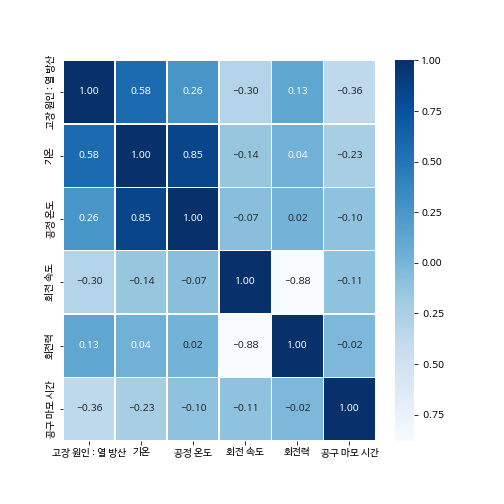 고장 원인 : 열 방산 1.00 0.58 0.26 −0.30 0.13 −0.36
기온 0.58 1.00 0.85 −0.14 0.04 −0.23
공정 온도 0.26 0.85 1.00 −0.07 0.02 −0.10
회전 속도 −0.30 −0.14 −0.07 1.00 −0.88 −0.11
회전력 0.13 0.04 0.02 −0.88 1.00 −0.02
공구 마모 시간 −0.36 −0.23 −0.10 −0.11 −0.02 1.00
고장 원인 : 열 방산 기온 공정 온도 회전 속도 회전력 공구 마모 시간
1.00
0.75
0.50
0.25
0.00
0.25
0.50
0.75